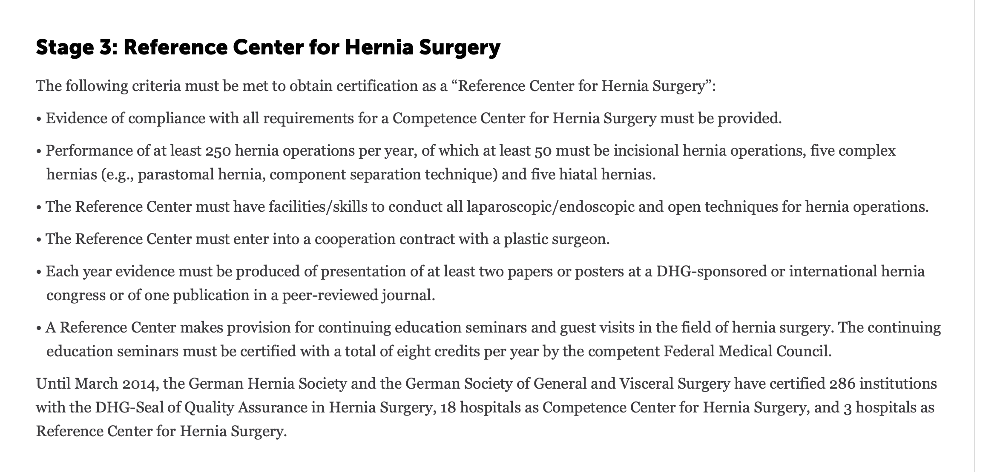 Stage 3: Reference Center for Hernia Surgery
The following criteria must be met to obtain certification as a “Reference Center for Hernia Surgery”:
• Evidence of compliance with all requirements for a Competence Center for Hernia Surgery must be provided.
• Performance of at least 250 hernia operations per year, of which at least 50 must be incisional hernia operations, five complex
hernias (e.g., parastomal hernia, component separation technique) and five hiatal hernias.
• The Reference Center must have facilities/skills to conduct all laparoscopic/endoscopic and open techniques for hernia operations.
• The Reference Center must enter into a cooperation contract with a plastic surgeon.
• Each year evidence must be produced of presentation of at least two papers or posters at a DHG-sponsored or international hernia
congress or of one publication in a peer-reviewed journal.
• A Reference Center makes provision for continuing education seminars and guest visits in the field of hernia surgery. The continuing
education seminars must be certified with a total of eight credits per year by the competent Federal Medical Council.
Until March 2014, the German Hernia Society and the German Society of General and Visceral Surgery have certified 286 institutions
with the DHG-Seal of Quality Assurance in Hernia Surgery, 18 hospitals as Competence Center for Hernia Surgery, and 3 hospitals as
Reference Center for Hernia Surgery.